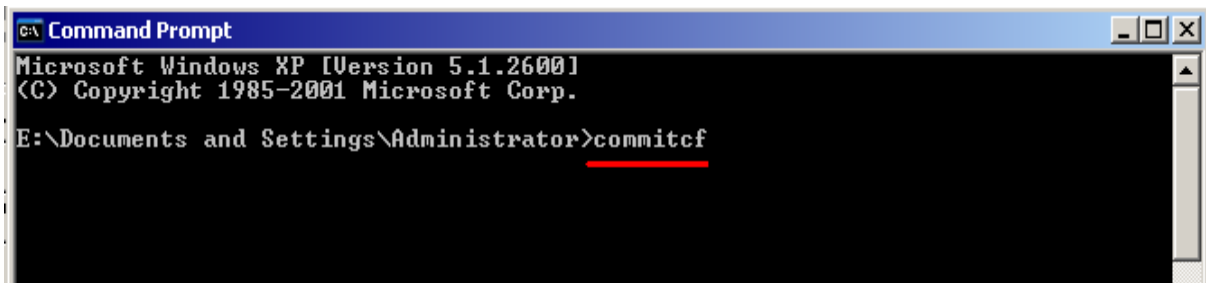 Command Prompt
Microsoft Windows XP [Version 5.1.2600]
(C) Copyright 1985-2001 Microsoft Corp.
E:\Documents and Settings\Administrator>commitcf